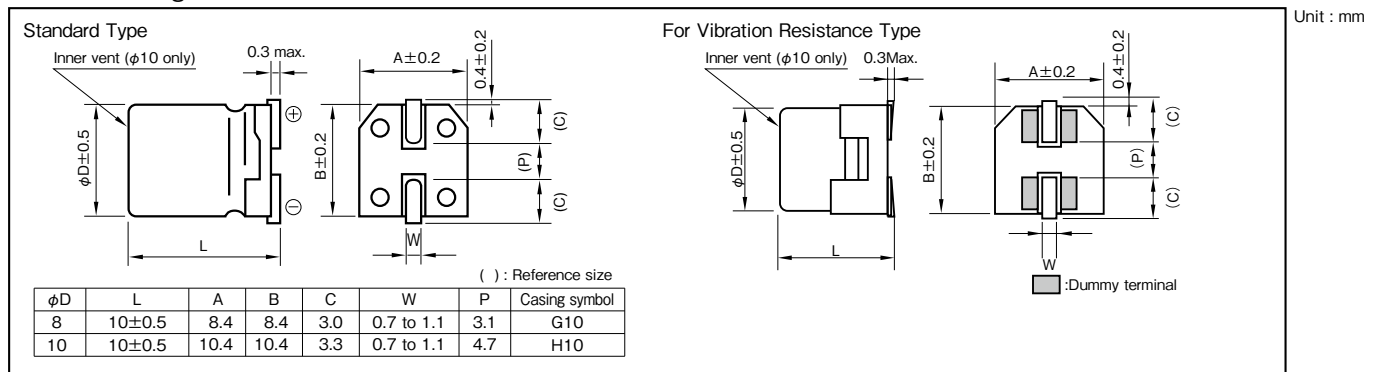 Unit : mm
Standard Type
Inner vent (φ10 only)
0.3 max.
A±0.2
0.4±0.2
φD±0.5
B±0.2
(C)
(P)
(C)
⊕
⊖
L
W
( ) : Reference size
φD L A B C W P Casing symbol
8 10±0.5 8.4 8.4 3.0 0.7 to 1.1 3.1 G10
10 10±0.5 10.4 10.4 3.3 0.7 to 1.1 4.7 H10
For Vibration Resistance Type
Inner vent (φ10 only)
0.3Max.
A±0.2
0.4±0.2
φD±0.5
B±0.2
(C)
(P)
(C)
L
W
:Dummy terminal